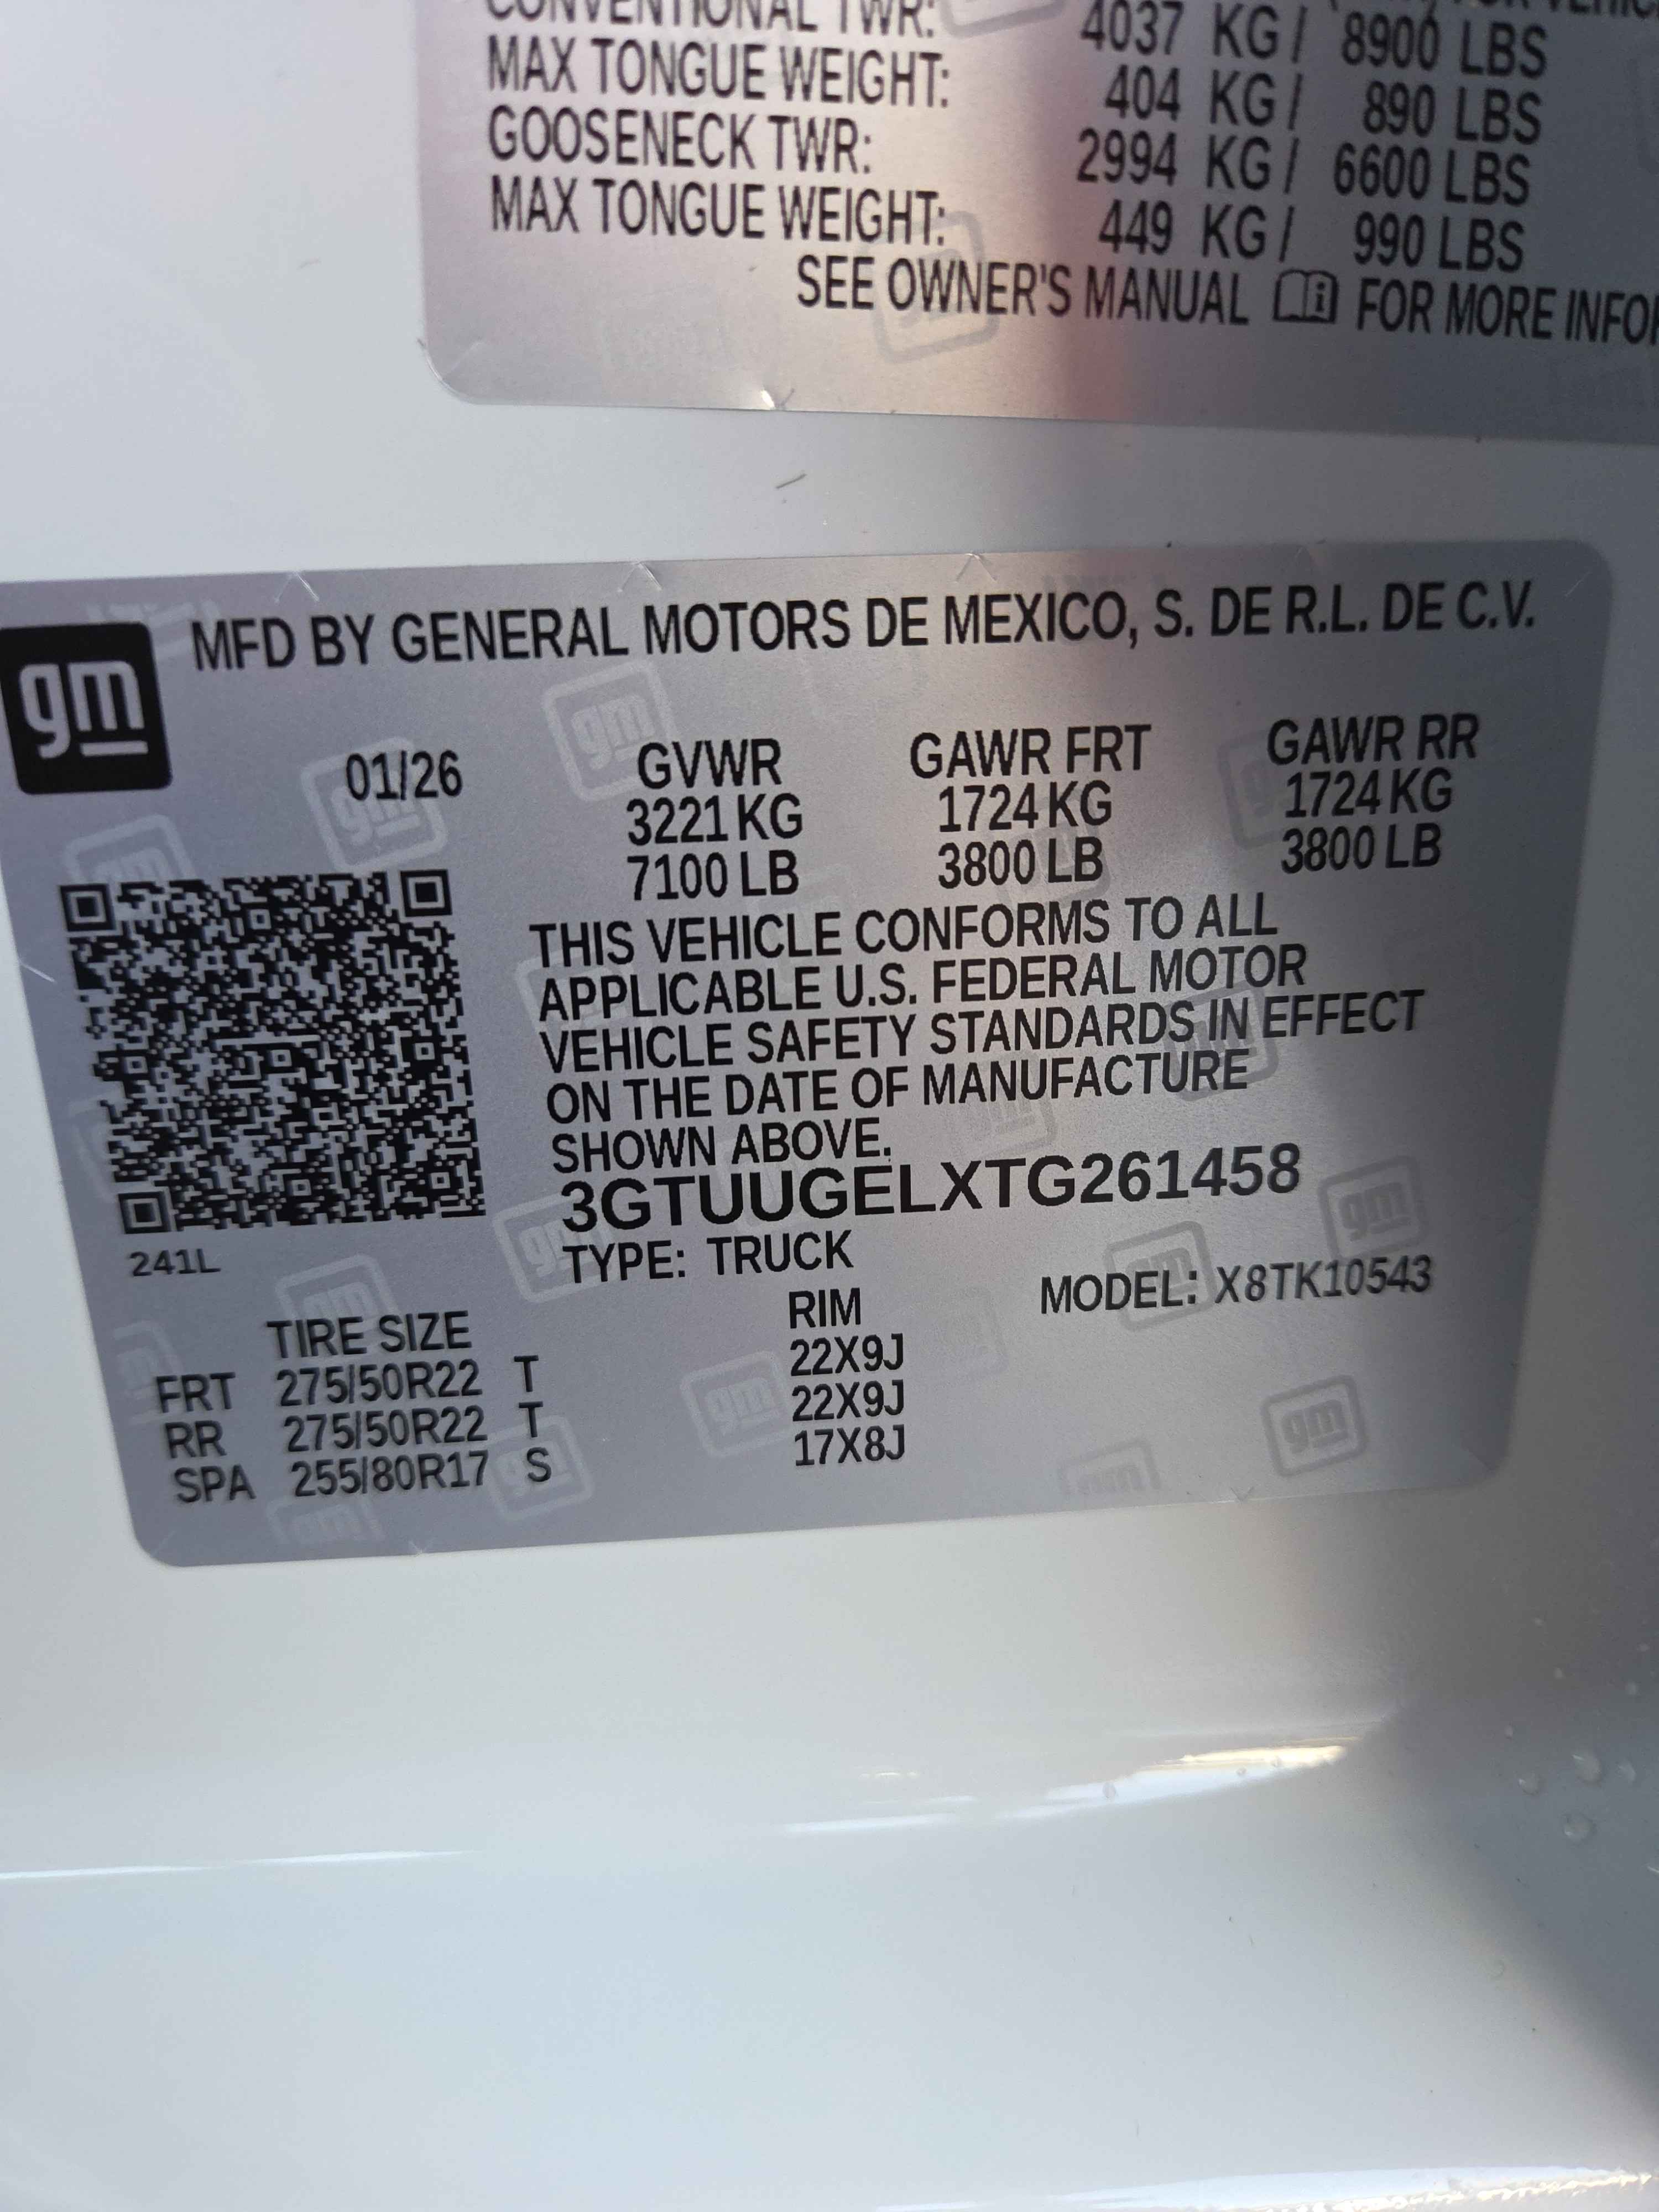 CONVENTIONAL TWR: 4037 KG / 8900 LBS
MAX TONGUE WEIGHT: 404 KG / 890 LBS
GOOSENECK TWR: 2994 KG / 6600 LBS
MAX TONGUE WEIGHT: 449 KG / 990 LBS
SEE OWNER'S MANUAL FOR MORE INFOR
gm
MFD BY GENERAL MOTORS DE MEXICO, S. DE R.L. DE C.V.
01/26 GVWR GAWR FRT GAWR RR
3221 KG 1724 KG 1724 KG
7100 LB 3800 LB 3800 LB
THIS VEHICLE CONFORMS TO ALL
APPLICABLE U.S. FEDERAL MOTOR
VEHICLE SAFETY STANDARDS IN EFFECT
ON THE DATE OF MANUFACTURE
SHOWN ABOVE.
3GTUUGELXTG261458
241L
TYPE: TRUCK
MODEL: X8TK10543
TIRE SIZE RIM
FRT 275/50R22 T 22X9J
RR 275/50R22 T 22X9J
SPA 255/80R17 S 17X8J